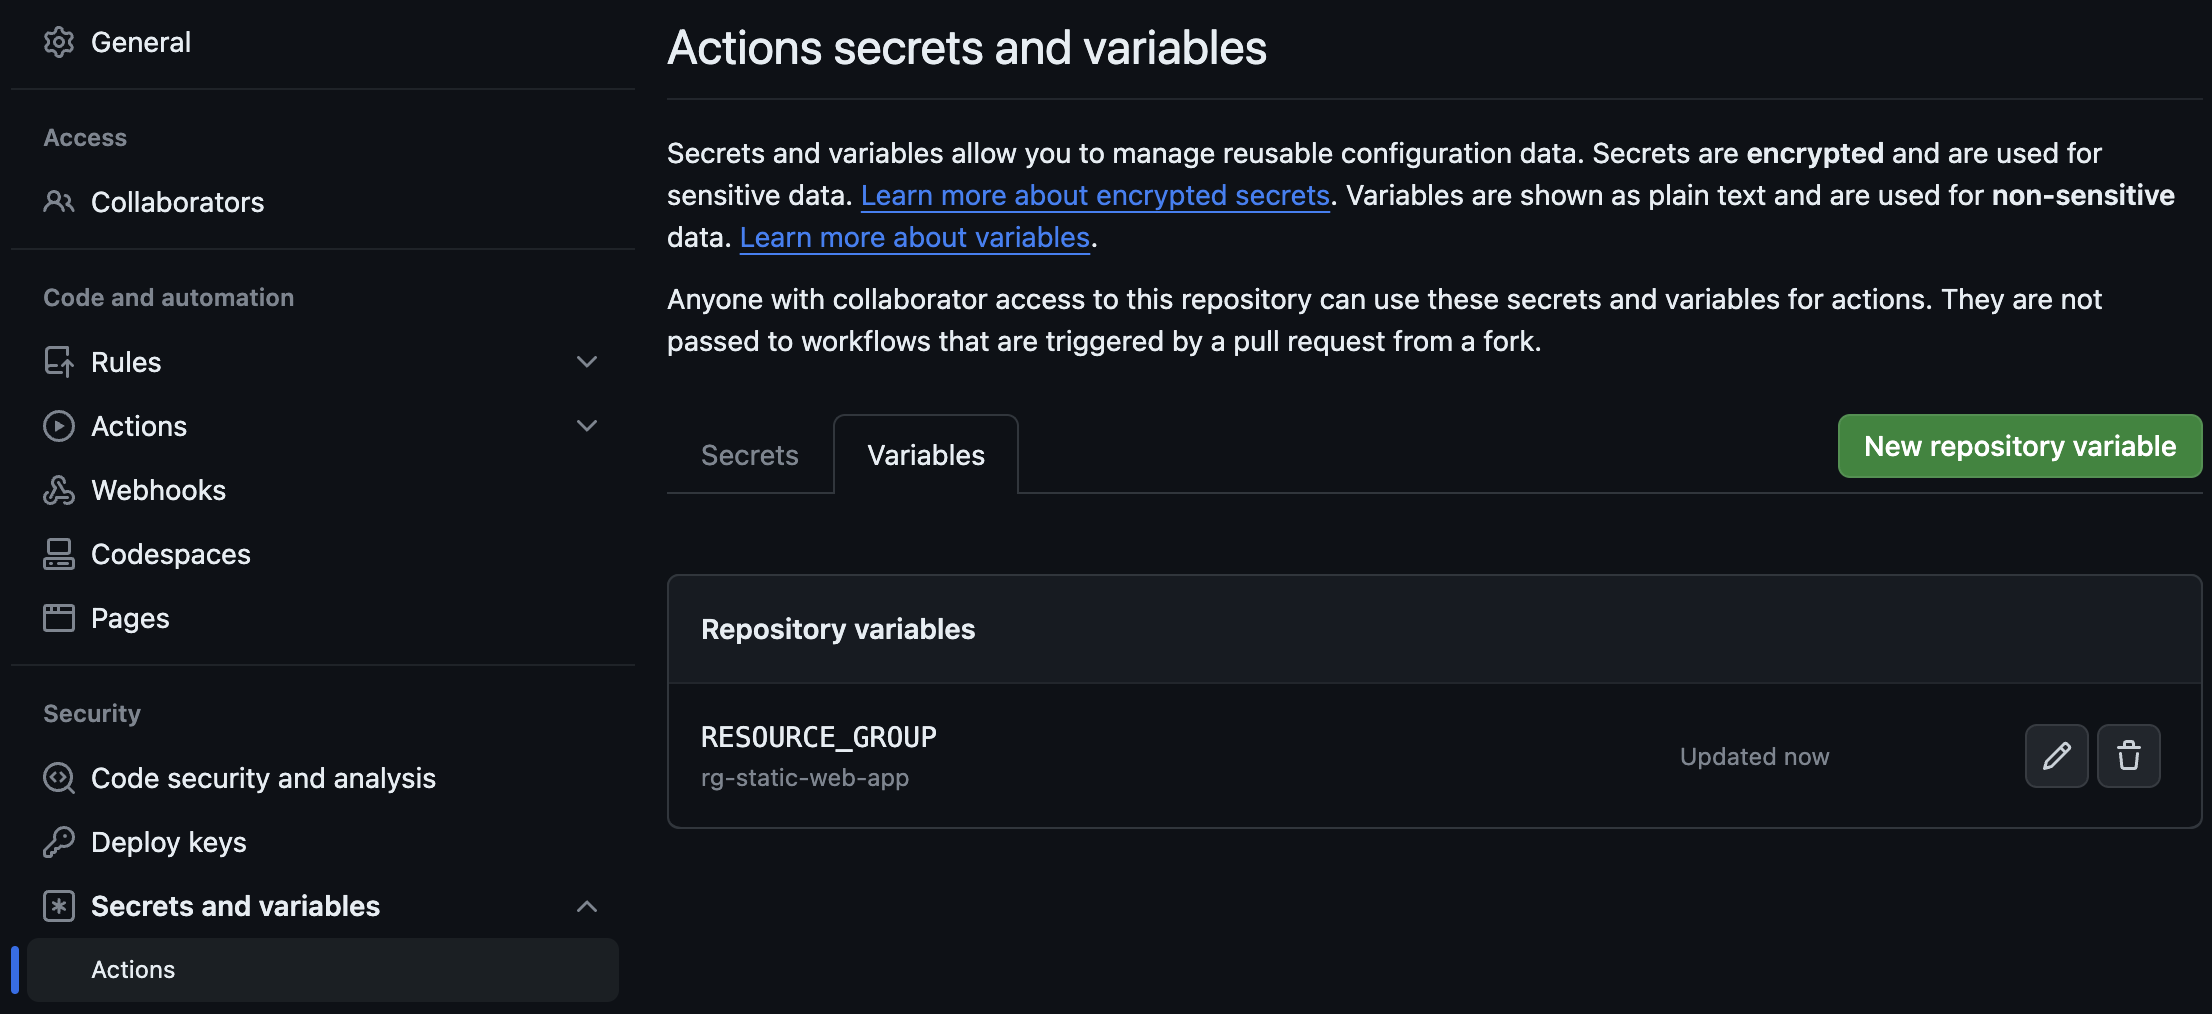 General
Access
Collaborators
Code and automation
Rules
Actions
Webhooks
Codespaces
Pages
Security
Code security and analysis
Deploy keys
Secrets and variables
Actions
Actions secrets and variables
Secrets and variables allow you to manage reusable configuration data. Secrets are encrypted and are used for
sensitive data. Learn more about encrypted secrets. Variables are shown as plain text and are used for non-sensitive
data. Learn more about variables.
Anyone with collaborator access to this repository can use these secrets and variables for actions. They are not
passed to workflows that are triggered by a pull request from a fork.
Secrets
Variables
New repository variable
Repository variables
RESOURCE_GROUP
rg-static-web-app
Updated now